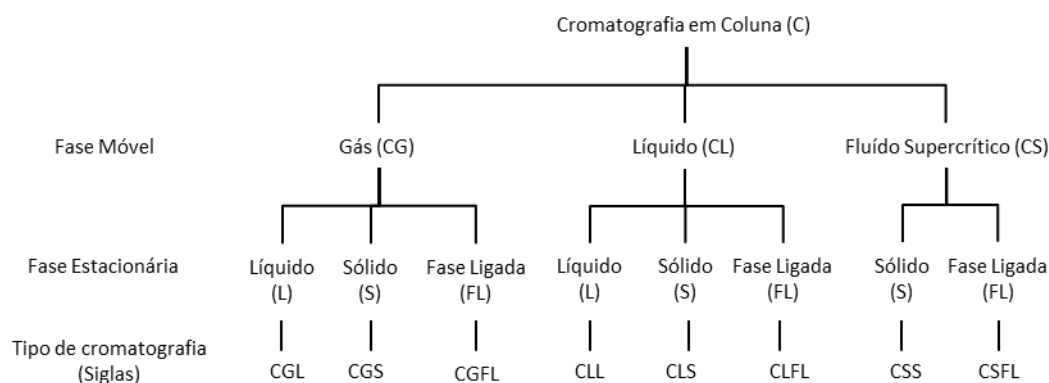 Cromatografia em Coluna (C)
Fase Móvel
Gás (CG)
Líquido (CL)
Fluído Supercrítico (CS)
Fase Estacionária
Líquido
(L)
Sólido
(S)
Fase Ligada
(FL)
Líquido
(L)
Sólido
(S)
Fase Ligada
(FL)
Sólido
(S)
Fase Ligada
(FL)
Tipo de cromatografia
(Siglas)
CGL
CGS
CGFL
CLL
CLS
CLFL
CSS
CSFL